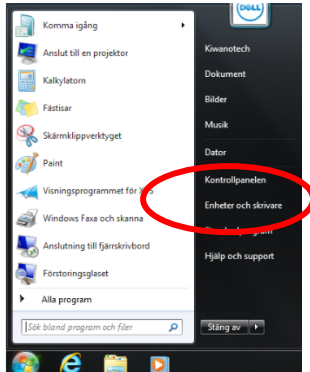 DELL
Komma igång
Anslut till en projektor
Kalkylatorn
Fästisar
Skärmklippverktyget
Paint
Visningsprogrammet för
Windows Faxa och skanna
Anslutning till fjärrskrivbord
Förstoringsglaset
Alla program
Sök bland program och filer
Kiwanotech
Dokument
Bilder
Musik
Dator
Kontrollpanelen
Enheter och skrivare
Hjälp och support
Stäng av